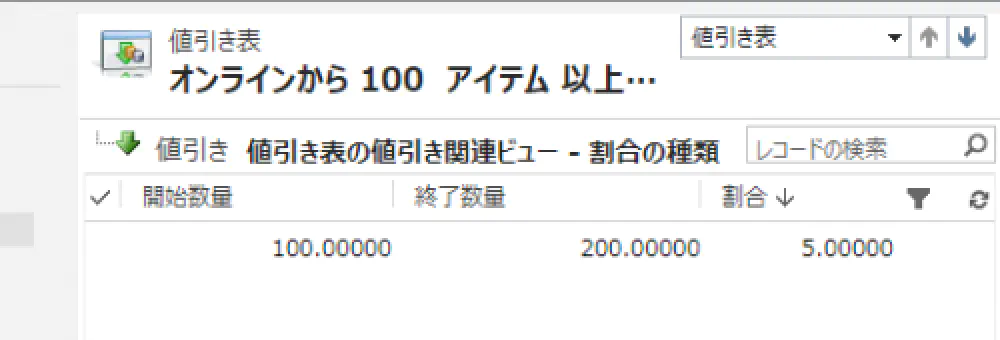 値引き表
値引き表
オンラインから 100 アイテム 以上…
値引き 値引き表の値引き関連ビュー - 割合の種類
レコードの検索
開始数量 終了数量 割合
100.00000 200.00000 5.00000